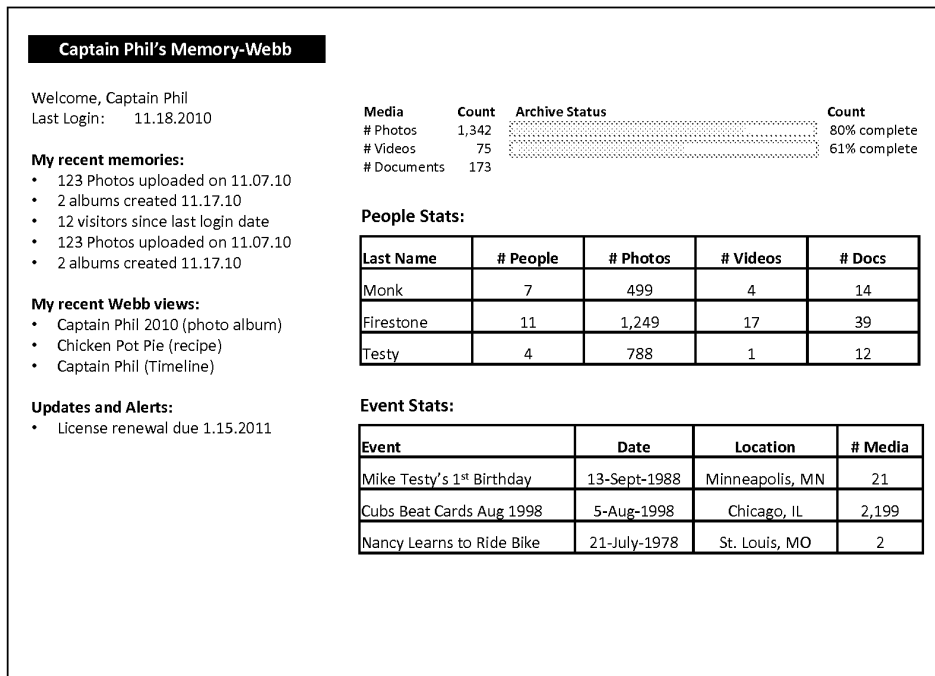 Captain Phil's Memory-Webb
Welcome, Captain Phil
Last Login: 11.18.2010
My recent memories:
• 123 Photos uploaded on 11.07.10
• 2 albums created 11.17.10
• 12 visitors since last login date
• 123 Photos uploaded on 11.07.10
• 2 albums created 11.17.10
My recent Webb views:
• Captain Phil 2010 (photo album)
• Chicken Pot Pie (recipe)
• Captain Phil (Timeline)
Updates and Alerts:
• License renewal due 1.15.2011
Media Count Archive Status Count
# Photos 1,342 80% complete
# Videos 75 61% complete
# Documents 173
People Stats:
Last Name # People # Photos # Videos # Docs
Monk 7 499 4 14
Firestone 11 1,249 17 39
Testy 4 788 1 12
Event Stats:
Event Date Location # Media
Mike Testy's 1st Birthday 13-Sept-1988 Minneapolis, MN 21
Cubs Beat Cards Aug 1998 5-Aug-1998 Chicago, IL 2,199
Nancy Learns to Ride Bike 21-July-1978 St. Louis, MO 2